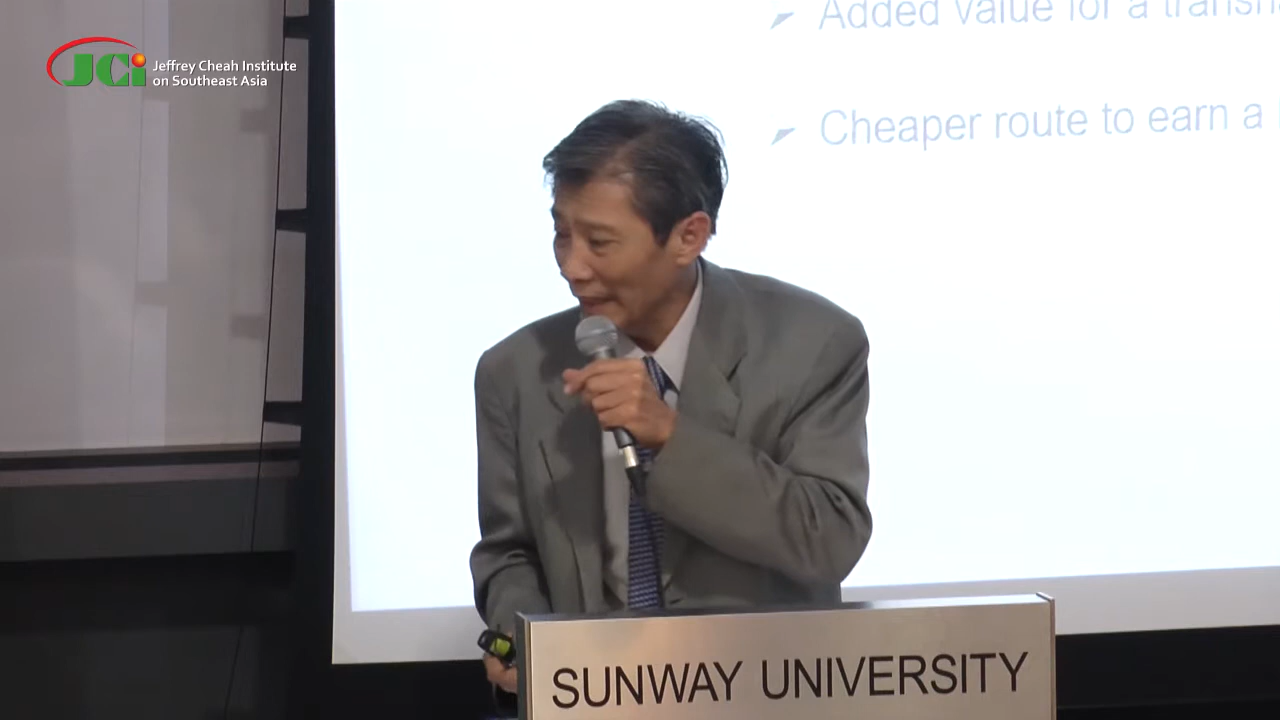 JCi Jeffrey Cheah Institute
on Southeast Asia
Added value for a
Cheaper route to earn a
SUNWAY UNIVERSITY